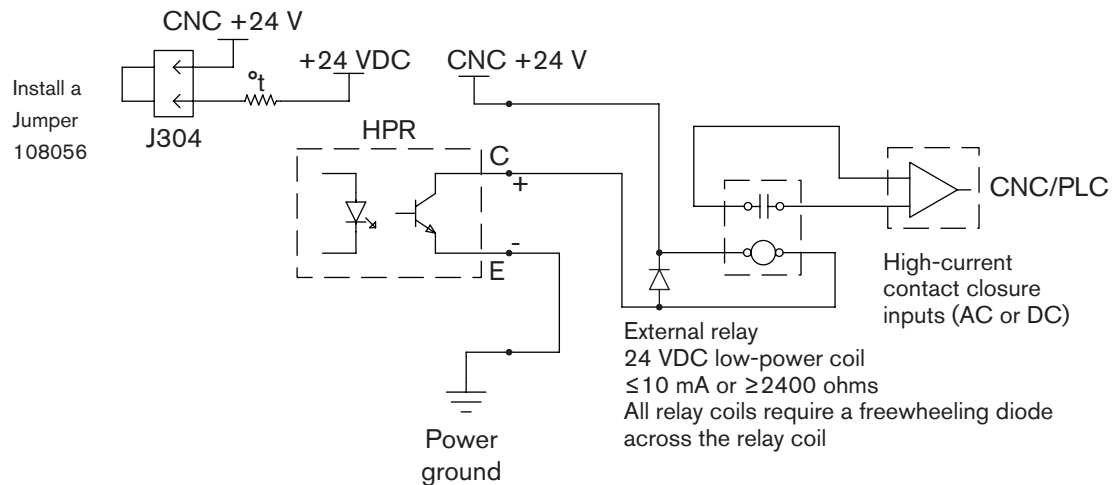 CNC +24 V
+24 VDC
CNC +24 V
°t
Install a
Jumper
108056
J304
HPR
C
+
-
E
CNC/PLC
High-current
contact closure
inputs (AC or DC)
External relay
24 VDC low-power coil
≤10 mA or ≥2400 ohms
All relay coils require a freewheeling diode
across the relay coil
Power
ground